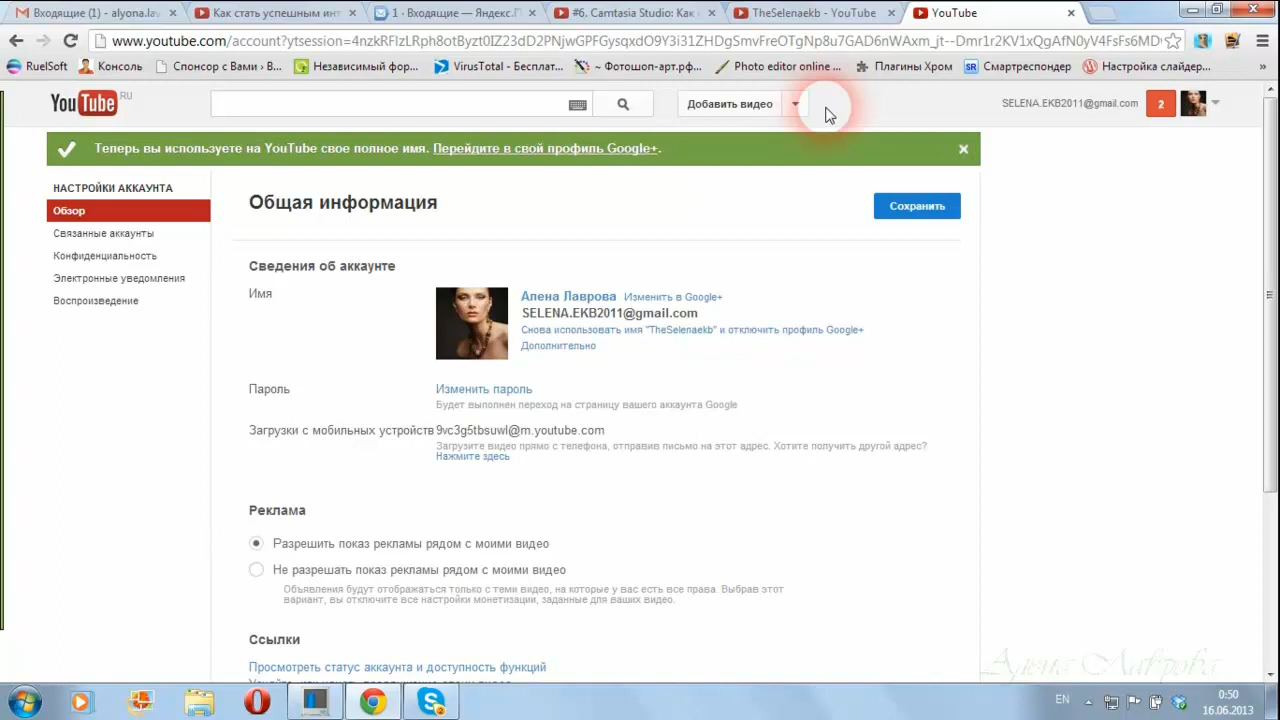 Входящие (1) - alyona.lav
Как стать успешным инт
1 · Входящие — Яндекс.П
#6. Camtasia Studio: Как
TheSelenaekb - YouTube
YouTube
RuelSoft
Консоль
Спонсор с Вами › В...
Независимый фор...
VirusTotal - Бесплат...
~ Фотошоп-арт.рф...
Photo editor online ...
Плагины Хром
SR Смартреспондер
Настройка слайдер...
YouTube RU
Добавить видео
SELENA.EKB2011@gmail.com
2
Теперь вы используете на YouTube свое полное имя. Перейдите в свой профиль Google+.
НАСТРОЙКИ АККАУНТА
Обзор
Связанные аккаунты
Конфиденциальность
Электронные уведомления
Воспроизведение
Общая информация
Сохранить
Сведения об аккаунте
Имя
Алена Лаврова Изменить в Google+
SELENA.EKB2011@gmail.com
Снова использовать имя "TheSelenaekb" и отключить профиль Google+
Дополнительно
Пароль
Изменить пароль
Будет выполнен переход на страницу вашего аккаунта Google
Загрузки с мобильных устройств
9vc3g5tbsuwl@m.youtube.com
Загрузите видео прямо с телефона, отправив письмо на этот адрес. Хотите получить другой адрес?
Нажмите здесь
Реклама
Разрешить показ рекламы рядом с моими видео
Не разрешать показ рекламы рядом с моими видео
Объявления будут отображаться только с теми видео, на которые у вас есть все права. Выбрав этот
вариант, вы отключите все настройки монетизации, заданные для ваших видео.
Ссылки
Просмотреть статус аккаунта и доступность функций
Алена Лаврова
EN
0:50
16.06.2013